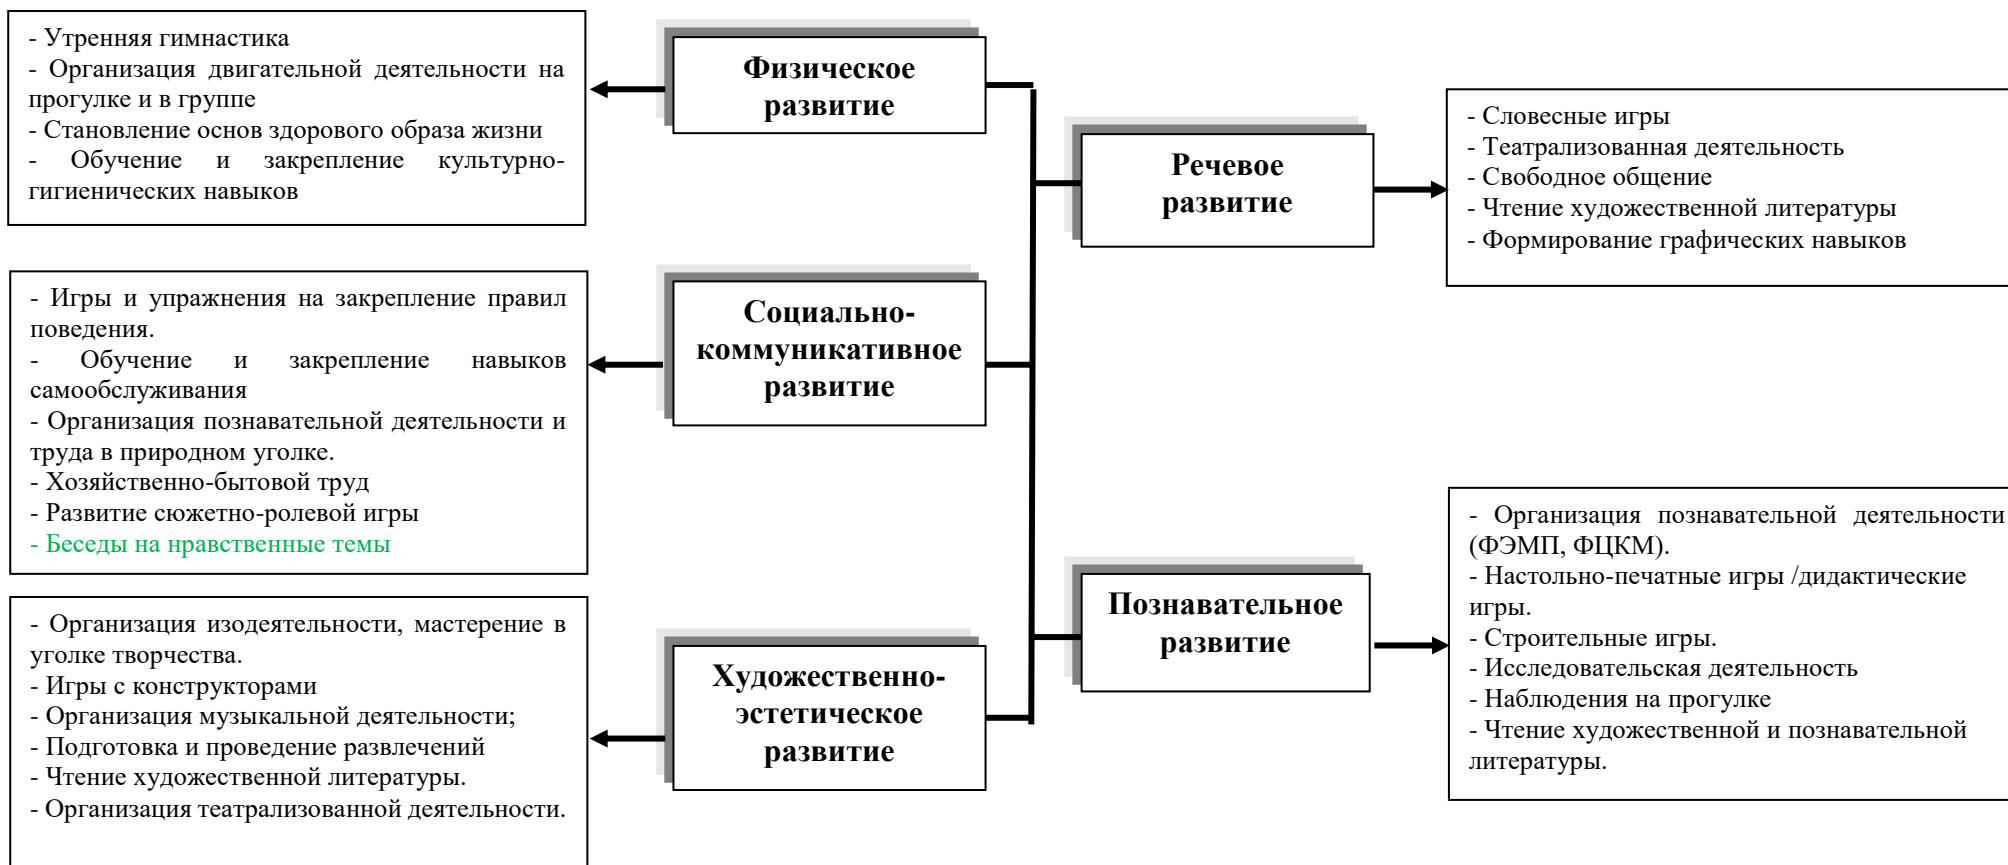 - Утренняя гимнастика
- Организация двигательной деятельности на
прогулке и в группе
- Становление основ здорового образа жизни
- Обучение и закрепление культурно-
гигиенических навыков
Физическое
развитие
Речевое
развитие
- Словесные игры
- Театрализованная деятельность
- Свободное общение
- Чтение художественной литературы
- Формирование графических навыков
- Игры и упражнения на закрепление правил
поведения.
- Обучение и закрепление навыков
самообслуживания
- Организация познавательной деятельности и
труда в природном уголке.
- Хозяйственно-бытовой труд
- Развитие сюжетно-ролевой игры
- Беседы на нравственные темы
Социально-
коммуникативное
развитие
Познавательное
развитие
- Организация познавательной деятельности
(ФЭМП, ФЦКМ).
- Настольно-печатные игры /дидактические
игры.
- Строительные игры.
- Исследовательская деятельность
- Наблюдения на прогулке
- Чтение художественной и познавательной
литературы.
- Организация изодеятельности, мастерение в
уголке творчества.
- Игры с конструкторами
- Организация музыкальной деятельности;
- Подготовка и проведение развлечений
- Чтение художественной литературы.
- Организация театрализованной деятельности.
Художественно-
эстетическое
развитие